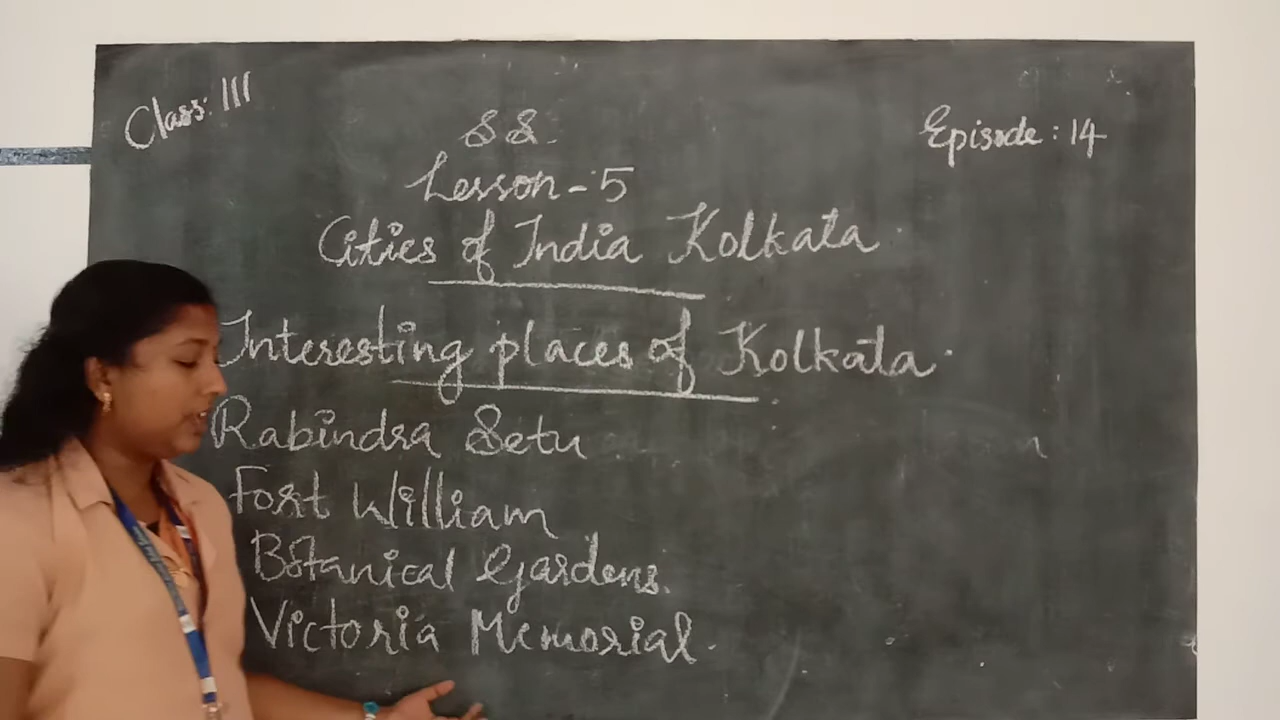 Class: III
S S.
Episode : 14
Lesson - 5
Cities of India Kolkata
Interesting places of Kolkata.
Rabindra Setu
Fort William
Botanical Gardens.
Victoria Memorial.